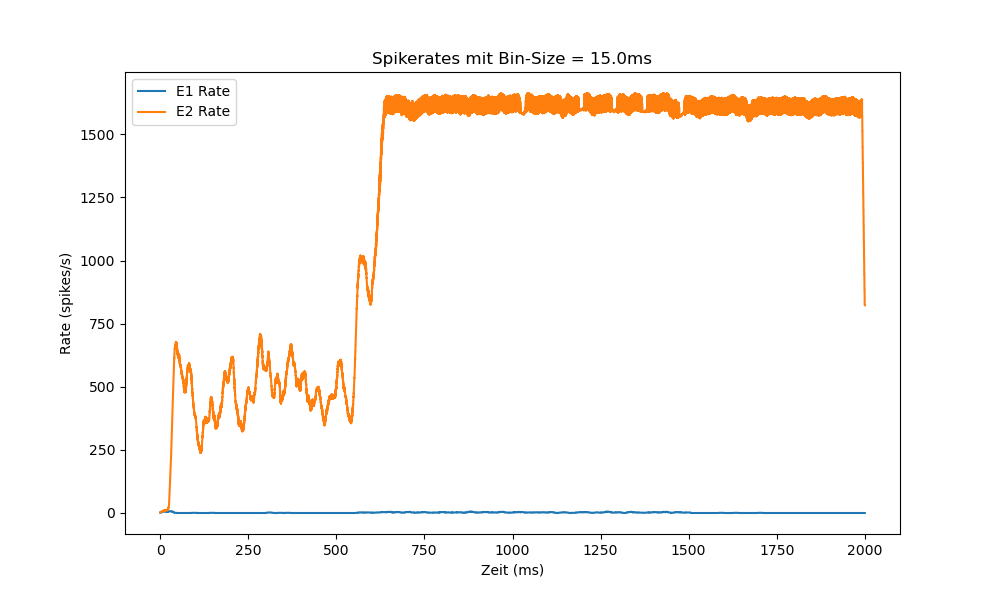 Spikerates mit Bin-Size = 15.0ms
E1 Rate
E2 Rate
1500
1250
1000
750
500
250
0
Rate (spikes/s)
0 250 500 750 1000 1250 1500 1750 2000
Zeit (ms)